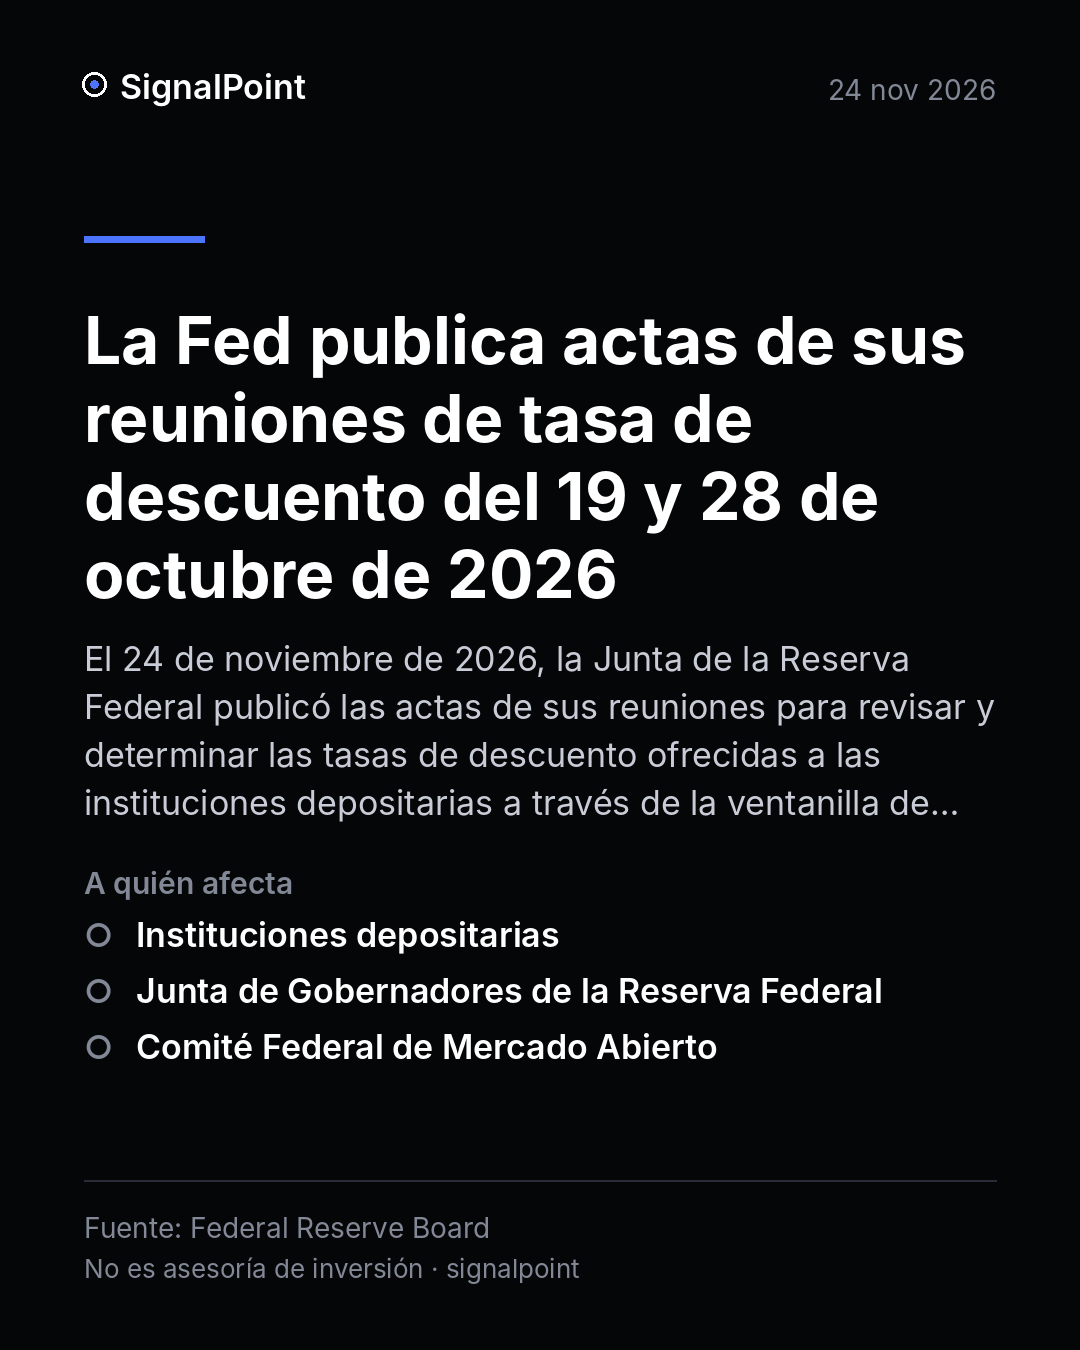 SignalPoint
24 nov 2026
La Fed publica actas de sus
reuniones de tasa de
descuento del 19 y 28 de
octubre de 2026
El 24 de noviembre de 2026, la Junta de la Reserva
Federal publicó las actas de sus reuniones para revisar y
determinar las tasas de descuento ofrecidas a las
instituciones depositarias a través de la ventanilla de...
A quién afecta
Instituciones depositarias
Junta de Gobernadores de la Reserva Federal
Comité Federal de Mercado Abierto
Fuente: Federal Reserve Board
No es asesoría de inversión · signalpoint